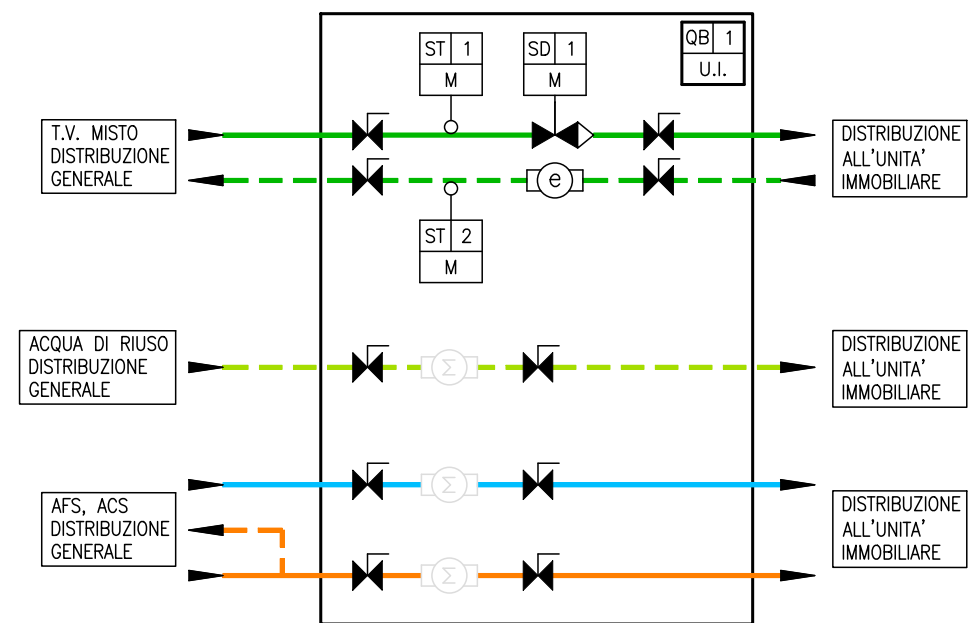 ST 1
M
SD 1
M
QB 1
U.I.
T.V. MISTO
DISTRIBUZIONE
GENERALE
DISTRIBUZIONE
ALL'UNITA'
IMMOBILIARE
e
ST 2
M
ACQUA DI RIUSO
DISTRIBUZIONE
GENERALE
Σ
DISTRIBUZIONE
ALL'UNITA'
IMMOBILIARE
AFS, ACS
DISTRIBUZIONE
GENERALE
Σ
Σ
DISTRIBUZIONE
ALL'UNITA'
IMMOBILIARE